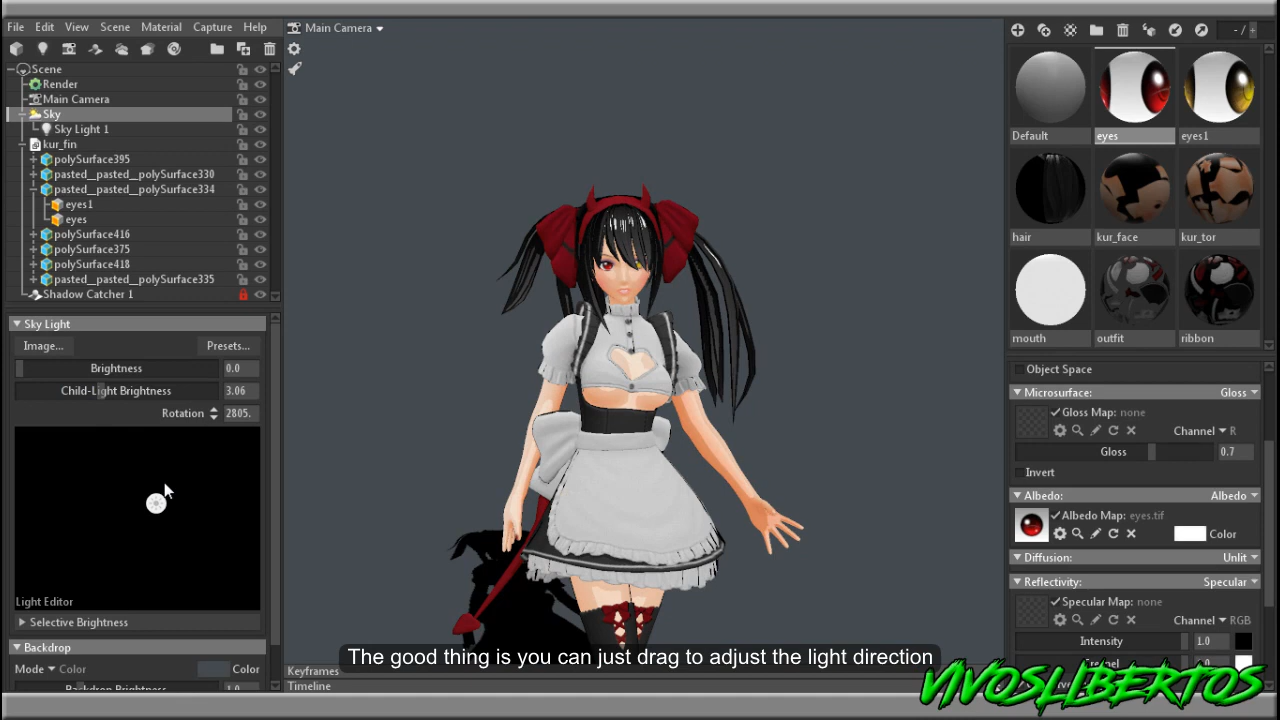 File Edit View Scene Material Capture Help
Main Camera
- /
Scene
Render
Main Camera
Sky
Sky Light 1
kur_fin
polySurface395
pasted__pasted__polySurface330
pasted__pasted__polySurface334
eyes1
eyes
polySurface416
polySurface375
polySurface418
pasted__pasted__polySurface335
Shadow Catcher 1
Sky Light
Image...
Presets...
Brightness 0.0
Child-Light Brightness 3.06
Rotation 2805.
Light Editor
Selective Brightness
Backdrop
Mode Color
Color
Backdrop Brightness 1.0
Keyframes
Timeline
The good thing is you can just drag to adjust the light direction
Default eyes eyes1
hair kur_face kur_tor
mouth outfit ribbon
Object Space
Microsurface: Gloss
Gloss Map: none
Channel R
Gloss 0.7
Invert
Albedo: Albedo
Albedo Map: eyes.tif
Color
Diffusion: Unlit
Reflectivity: Specular
Specular Map: none
Channel RGB
Intensity 1.0
Fresnel
VIVOSLIBERTOS